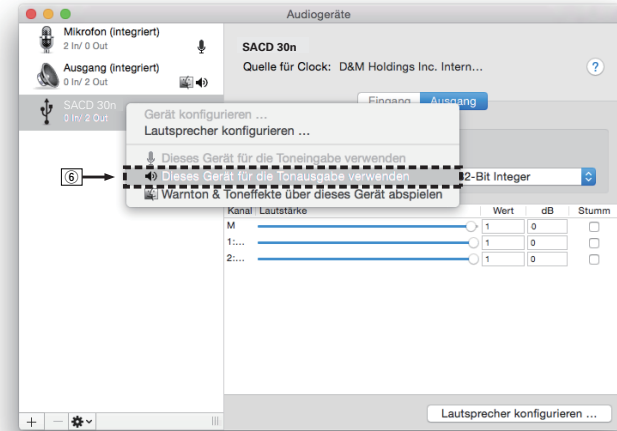 Audiogeräte
Mikrofon (integriert)
2 In/ 0 Out
Ausgang (integriert)
0 In/ 2 Out
SACD 30n
0 In/ 2 Out
SACD 30n
Quelle für Clock: D&M Holdings Inc. Intern...
?
Eingang Ausgang
Gerät konfigurieren ...
Lautsprecher konfigurieren ...
Dieses Gerät für die Toneingabe verwenden
⑥ Dieses Gerät für die Tonausgabe verwenden
Warnton & Toneffekte über dieses Gerät abspielen
2-Bit Integer
Kanal Lautstärke Wert dB Stumm
M 1 0
1:... 1 0
2:... 1 0
Lautsprecher konfigurieren ...